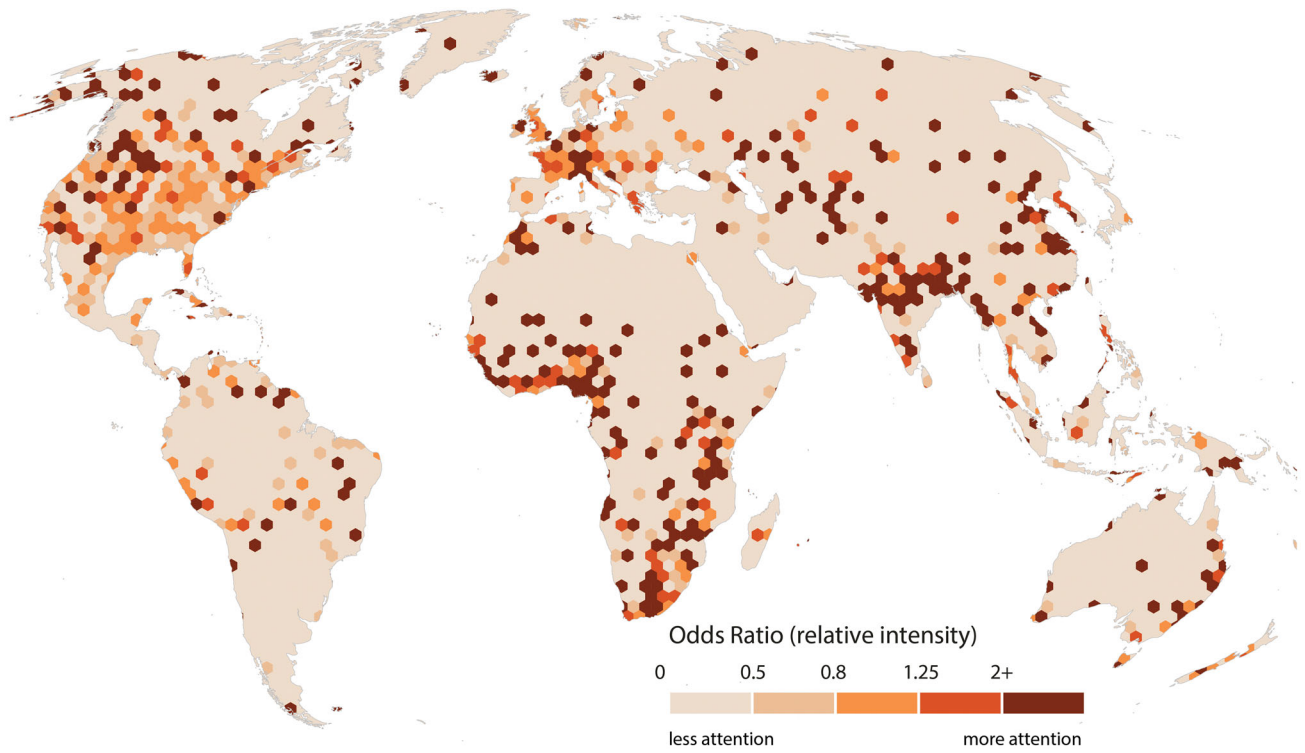 Odds Ratio (relative intensity)
0 0.5 0.8 1.25 2+
less attention more attention